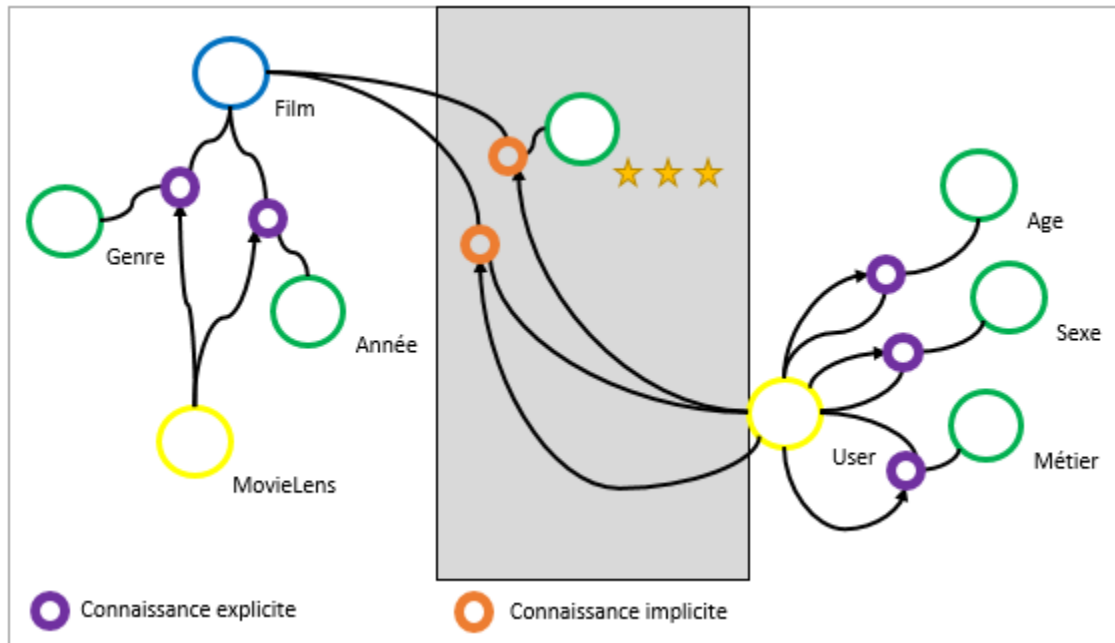 Film
Genre
Année
MovieLens
Age
Sexe
User
Métier
Connaissance explicite
Connaissance implicite